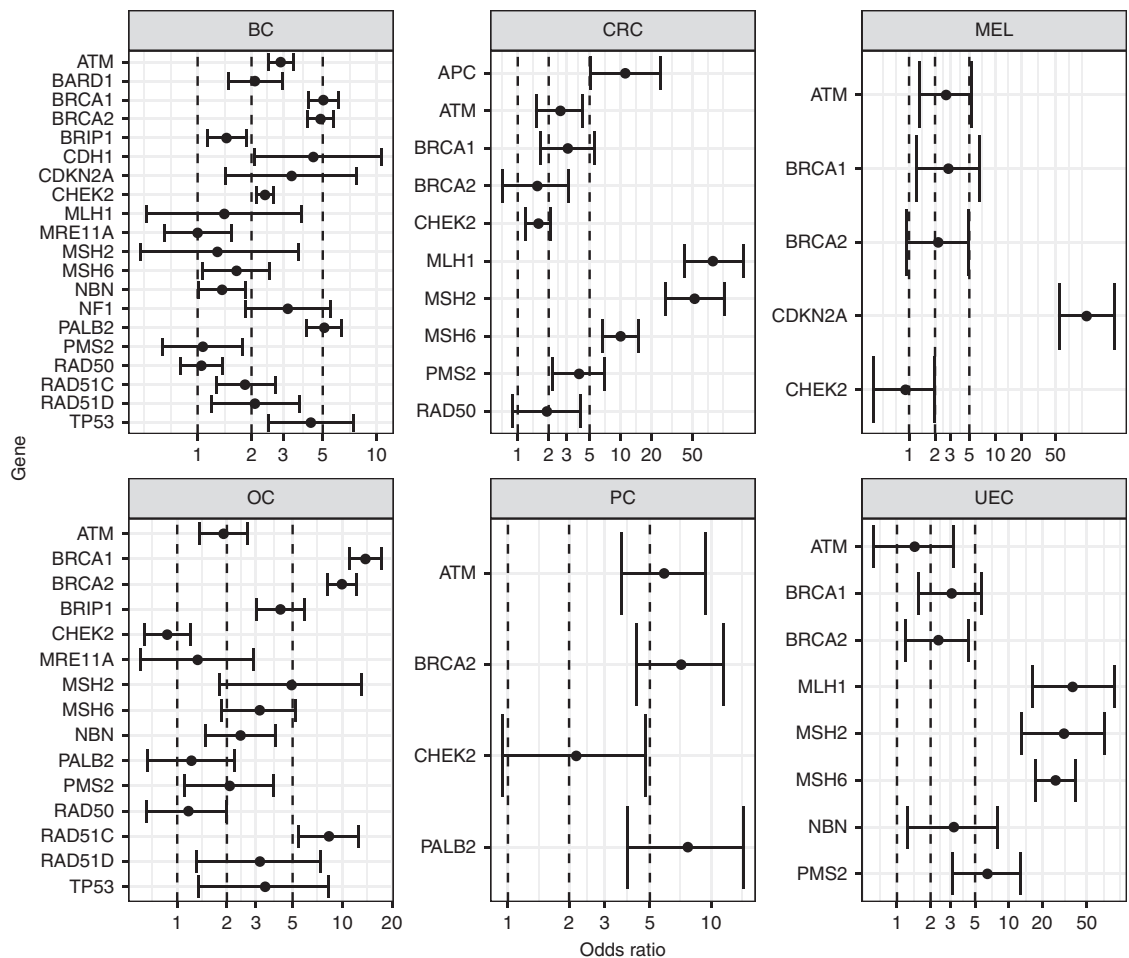 BC
ATM
BARD1
BRCA1
BRCA2
BRIP1
CDH1
CDKN2A
CHEK2
MLH1
MRE11A
MSH2
MSH6
NBN
NF1
PALB2
PMS2
RAD50
RAD51C
RAD51D
TP53
1 2 3 5 10
CRC
APC
ATM
BRCA1
BRCA2
CHEK2
MLH1
MSH2
MSH6
PMS2
RAD50
1 2 3 5 10 20 50
MEL
ATM
BRCA1
BRCA2
CDKN2A
CHEK2
1 2 3 5 10 20 50
Gene
OC
ATM
BRCA1
BRCA2
BRIP1
CHEK2
MRE11A
MSH2
MSH6
NBN
PALB2
PMS2
RAD50
RAD51C
RAD51D
TP53
1 2 3 5 10 20
PC
ATM
BRCA2
CHEK2
PALB2
1 2 3 5 10
UEC
ATM
BRCA1
BRCA2
MLH1
MSH2
MSH6
NBN
PMS2
1 2 3 5 10 20 50
Odds ratio